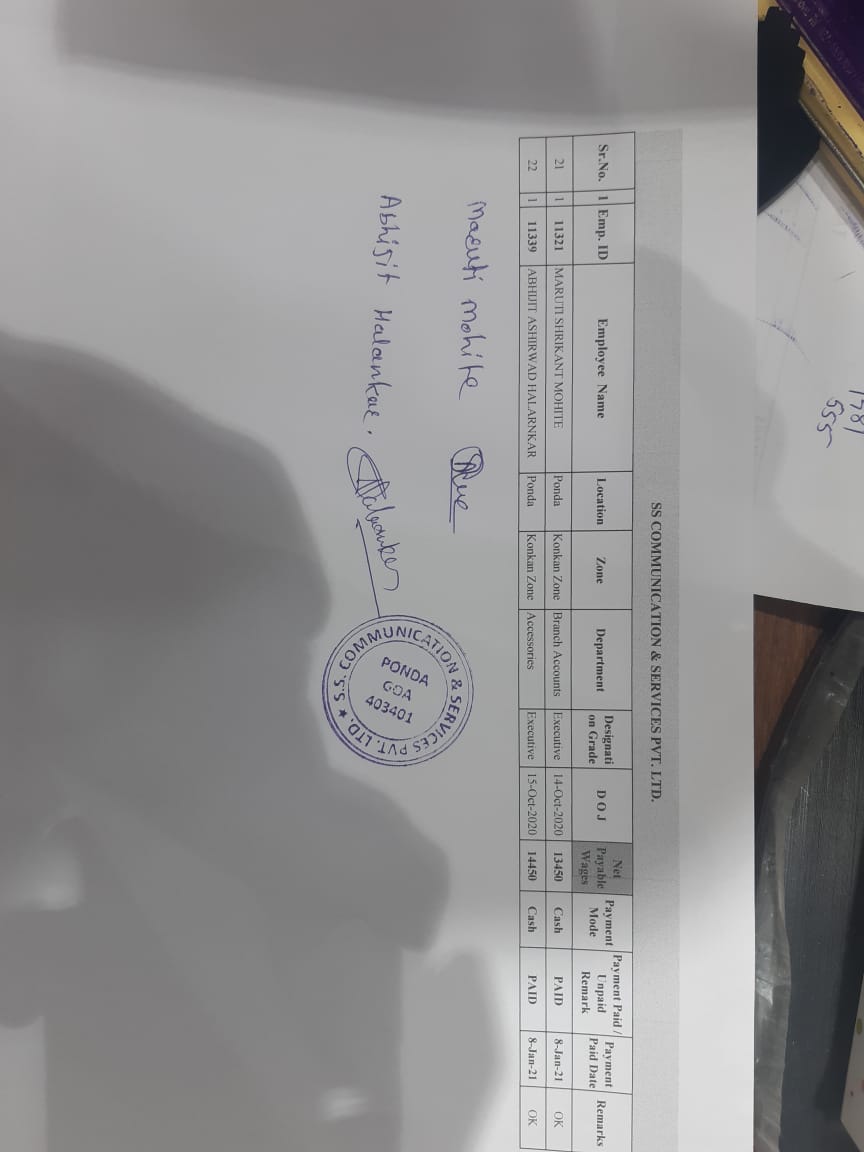 SS COMMUNICATION & SERVICES PVT. LTD.
Sr.No. 1 Emp. ID Employee Name Location Zone Department Designati on Grade D O J Net Payable Wages Payment Mode Payment Paid / Unpaid Remark Payment Paid Date Remarks
21 1 11321 MARUTI SHRIKANT MOHITE Ponda Konkan Zone Branch Accounts Executive 14-Oct-2020 13450 Cash PAID 8-Jan-21 OK
22 1 11339 ABHIJIT ASHIRWAD HALARNKAR Ponda Konkan Zone Accessories Executive 15-Oct-2020 14450 Cash PAID 8-Jan-21 OK
Maruti Mohite
Abhijit Halankar.
S.S. COMMUNICATION & SERVICES PVT. LTD. ★
PONDA
GOA
403401
555